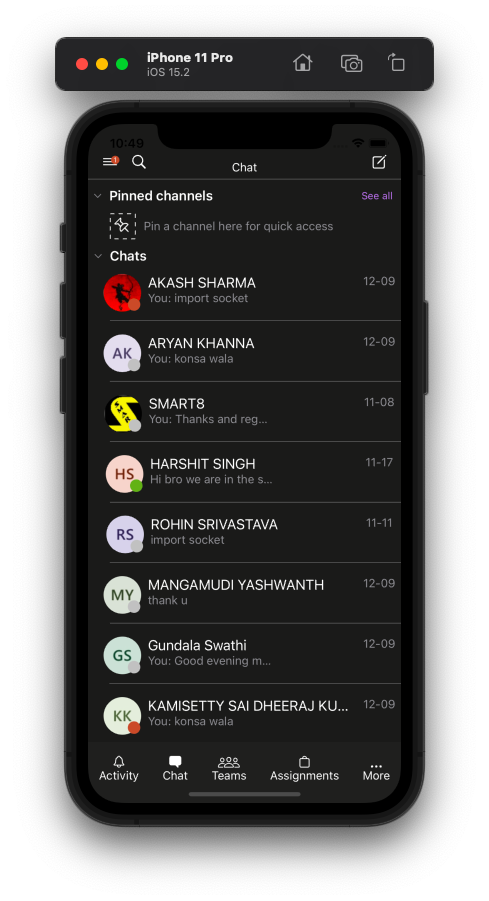 iPhone 11 Pro
iOS 15.2
10:49
1
Chat
Pinned channels
See all
Pin a channel here for quick access
Chats
AKASH SHARMA
12-09
You: import socket
AK
ARYAN KHANNA
12-09
You: konsa wala
SMART8
11-08
You: Thanks and reg...
HS
HARSHIT SINGH
11-17
Hi bro we are in the s...
RS
ROHIN SRIVASTAVA
11-11
import socket
MY
MANGAMUDI YASHWANTH
12-09
thank u
GS
Gundala Swathi
12-09
You: Good evening m...
KK
KAMISETTY SAI DHEERAJ KU...
12-09
You: konsa wala
Activity
Chat
Teams
Assignments
More